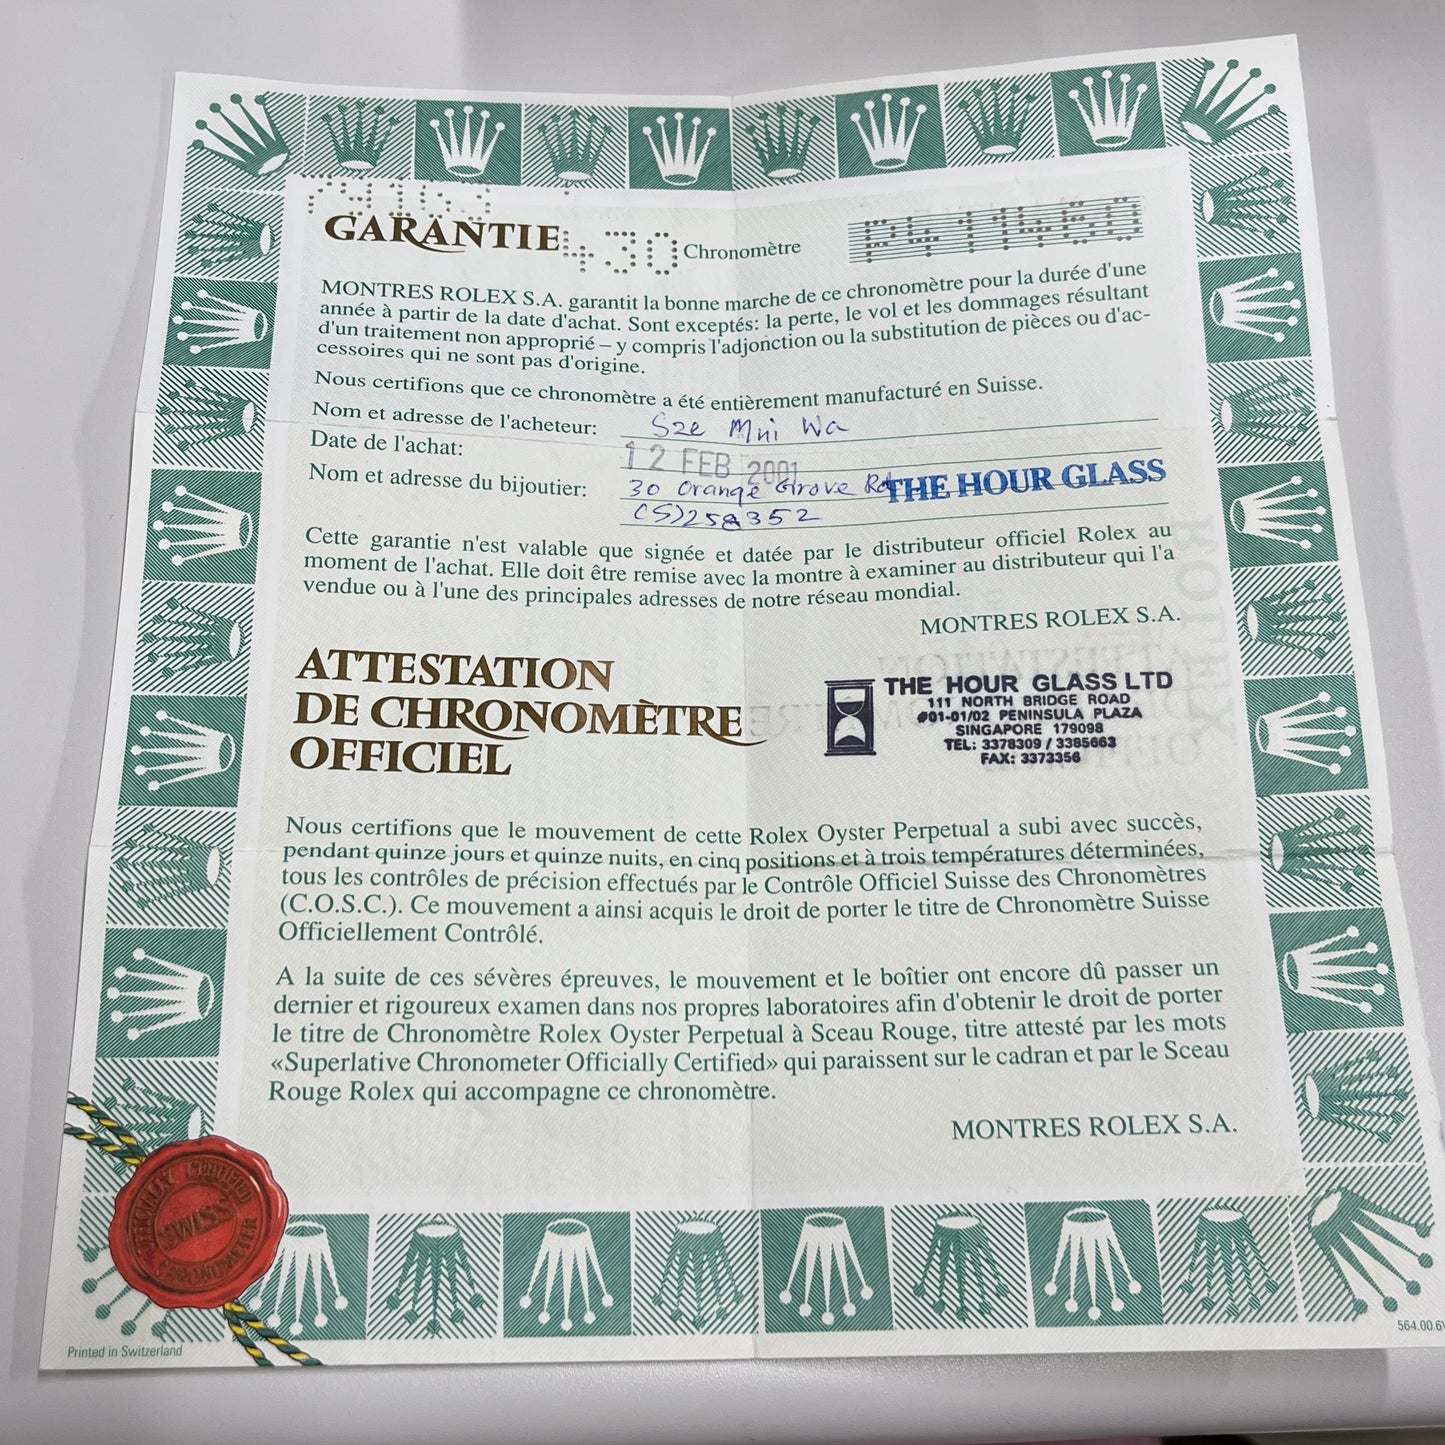 79163
GARANTIE 430 Chronomètre P411460
MONTRES ROLEX S.A. garantit la bonne marche de ce chronomètre pour la durée d'une
année à partir de la date d'achat. Sont exceptés: la perte, le vol et les dommages résultant
d'un traitement non approprié – y compris l'adjonction ou la substitution de pièces ou d'ac-
cessoires qui ne sont pas d'origine.
Nous certifions que ce chronomètre a été entièrement manufacturé en Suisse.
Nom et adresse de l'acheteur: Sze Mui Wa
Date de l'achat: 12 FEB 2001
Nom et adresse du bijoutier: 30 Orange Grove Rd THE HOUR GLASS
(S)258352
Cette garantie n'est valable que signée et datée par le distributeur officiel Rolex au
moment de l'achat. Elle doit être remise avec la montre à examiner au distributeur qui l'a
vendue ou à l'une des principales adresses de notre réseau mondial.
MONTRES ROLEX S.A.
ATTESTATION
DE CHRONOMÈTRE
OFFICIEL
THE HOUR GLASS LTD
111 NORTH BRIDGE ROAD
#01-01/02 PENINSULA PLAZA
SINGAPORE 179098
TEL: 3378309 / 3385663
FAX: 3373356
Nous certifions que le mouvement de cette Rolex Oyster Perpetual a subi avec succès,
pendant quinze jours et quinze nuits, en cinq positions et à trois températures déterminées,
tous les contrôles de précision effectués par le Contrôle Officiel Suisse des Chronomètres
(C.O.S.C.). Ce mouvement a ainsi acquis le droit de porter le titre de Chronomètre Suisse
Officiellement Contrôlé.
A la suite de ces sévères épreuves, le mouvement et le boîtier ont encore dû passer un
dernier et rigoureux examen dans nos propres laboratoires afin d'obtenir le droit de porter
le titre de Chronomètre Rolex Oyster Perpetual à Sceau Rouge, titre attesté par les mots
«Superlative Chronometer Officially Certified» qui paraissent sur le cadran et par le Sceau
Rouge Rolex qui accompagne ce chronomètre.
MONTRES ROLEX S.A.
OFFICIALLY CERTIFIED
SWISS
CHRONOMETER
Printed in Switzerland